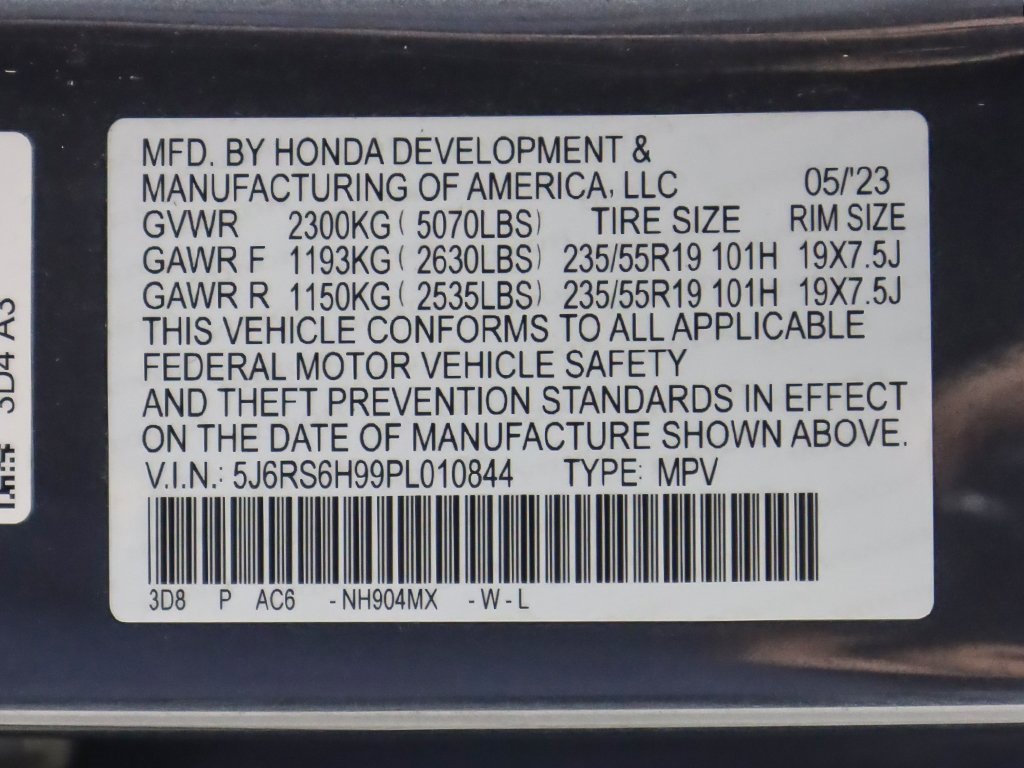 MFD. BY HONDA DEVELOPMENT &
MANUFACTURING OF AMERICA, LLC 05/'23
GVWR 2300KG ( 5070LBS) TIRE SIZE RIM SIZE
GAWR F 1193KG ( 2630LBS) 235/55R19 101H 19X7.5J
GAWR R 1150KG ( 2535LBS) 235/55R19 101H 19X7.5J
THIS VEHICLE CONFORMS TO ALL APPLICABLE
FEDERAL MOTOR VEHICLE SAFETY
AND THEFT PREVENTION STANDARDS IN EFFECT
ON THE DATE OF MANUFACTURE SHOWN ABOVE.
V.I.N.: 5J6RS6H99PL010844 TYPE: MPV
3D8 P AC6 -NH904MX -W-L
3D4 A3